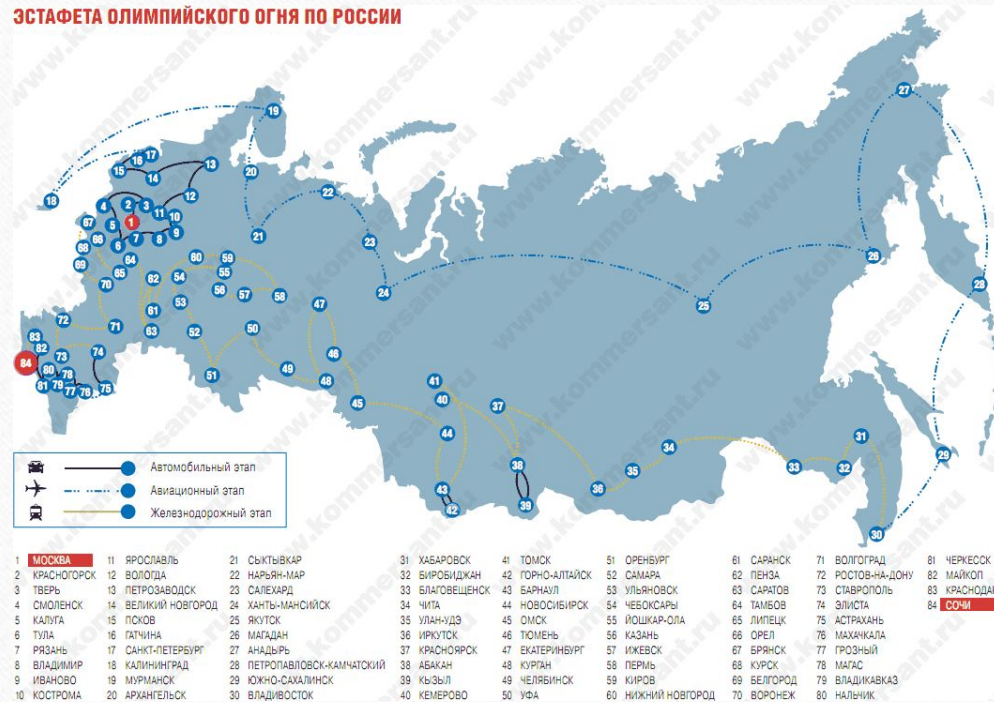 ЭСТАФЕТА ОЛИМПИЙСКОГО ОГНЯ ПО РОССИИ
www.kommersant.ru
Автомобильный этап
Авиационный этап
Железнодорожный этап
1 МОСКВА
2 КРАСНОГОРСК
3 ТВЕРЬ
4 СМОЛЕНСК
5 КАЛУГА
6 ТУЛА
7 РЯЗАНЬ
8 ВЛАДИМИР
9 ИВАНОВО
10 КОСТРОМА
11 ЯРОСЛАВЛЬ
12 ВОЛОГДА
13 ПЕТРОЗАВОДСК
14 ВЕЛИКИЙ НОВГОРОД
15 ПСКОВ
16 ГАТЧИНА
17 САНКТ-ПЕТЕРБУРГ
18 КАЛИНИНГРАД
19 МУРМАНСК
20 АРХАНГЕЛЬСК
21 СЫКТЫВКАР
22 НАРЬЯН-МАР
23 САЛЕХАРД
24 ХАНТЫ-МАНСИЙСК
25 ЯКУТСК
26 МАГАДАН
27 АНАДЫРЬ
28 ПЕТРОПАВЛОВСК-КАМЧАТСКИЙ
29 ЮЖНО-САХАЛИНСК
30 ВЛАДИВОСТОК
31 ХАБАРОВСК
32 БИРОБИДЖАН
33 БЛАГОВЕЩЕНСК
34 ЧИТА
35 УЛАН-УДЭ
36 ИРКУТСК
37 КРАСНОЯРСК
38 АБАКАН
39 КЫЗЫЛ
40 КЕМЕРОВО
41 ТОМСК
42 ГОРНО-АЛТАЙСК
43 БАРНАУЛ
44 НОВОСИБИРСК
45 ОМСК
46 ТЮМЕНЬ
47 ЕКАТЕРИНБУРГ
48 КУРГАН
49 ЧЕЛЯБИНСК
50 УФА
51 ОРЕНБУРГ
52 САМАРА
53 УЛЬЯНОВСК
54 ЧЕБОКСАРЫ
55 ЙОШКАР-ОЛА
56 КАЗАНЬ
57 ИЖЕВСК
58 ПЕРМЬ
59 КИРОВ
60 НИЖНИЙ НОВГОРОД
61 САРАНСК
62 ПЕНЗА
63 САРАТОВ
64 ТАМБОВ
65 ЛИПЕЦК
66 ОРЕЛ
67 БРЯНСК
68 КУРСК
69 БЕЛГОРОД
70 ВОРОНЕЖ
71 ВОЛГОГРАД
72 РОСТОВ-НА-ДОНУ
73 СТАВРОПОЛЬ
74 ЭЛИСТА
75 АСТРАХАНЬ
76 МАХАЧКАЛА
77 ГРОЗНЫЙ
78 МАГАС
79 ВЛАДИКАВКАЗ
80 НАЛЬЧИК
81 ЧЕРКЕССК
82 МАЙКОП
83 КРАСНОДАР
84 СОЧИ